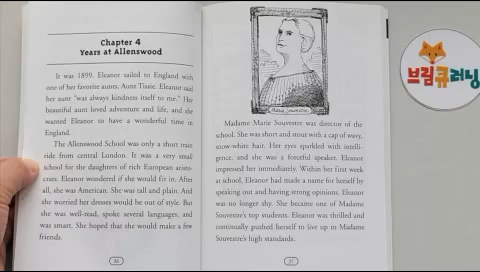 Chapter 4
Years at Allenswood
It was 1899. Eleanor sailed to England with
one of her favorite aunts, Aunt Tissie. Eleanor said
her aunt "was always kindness itself to me." Her
beautiful aunt loved adventure and life, and she
wanted Eleanor to have a wonderful time in
England.
The Allenswood School was only a short train
ride from central London. It was a very small
school for the daughters of rich European aristo-
crats. Eleanor wondered if she would fit in. After
all, she was American. She was tall and plain. And
she worried her dresses would be out of style. But
she was well-read, spoke several languages, and
was smart. She hoped that she would make a few
friends.
36
Marie Souvestre
Madame Marie Souvestre was director of the
school. She was short and stout with a cap of wavy,
snow-white hair. Her eyes sparkled with intelli-
gence, and she was a forceful speaker. Eleanor
impressed her immediately. Within her first week
at school, Eleanor had made a name for herself by
speaking out and having strong opinions. Eleanor
was no longer shy. She became one of Madame
Souvestre's top students. Eleanor was thrilled and
continually pushed herself to live up to Madame
Souvestre's high standards.
37
브림큐러닝